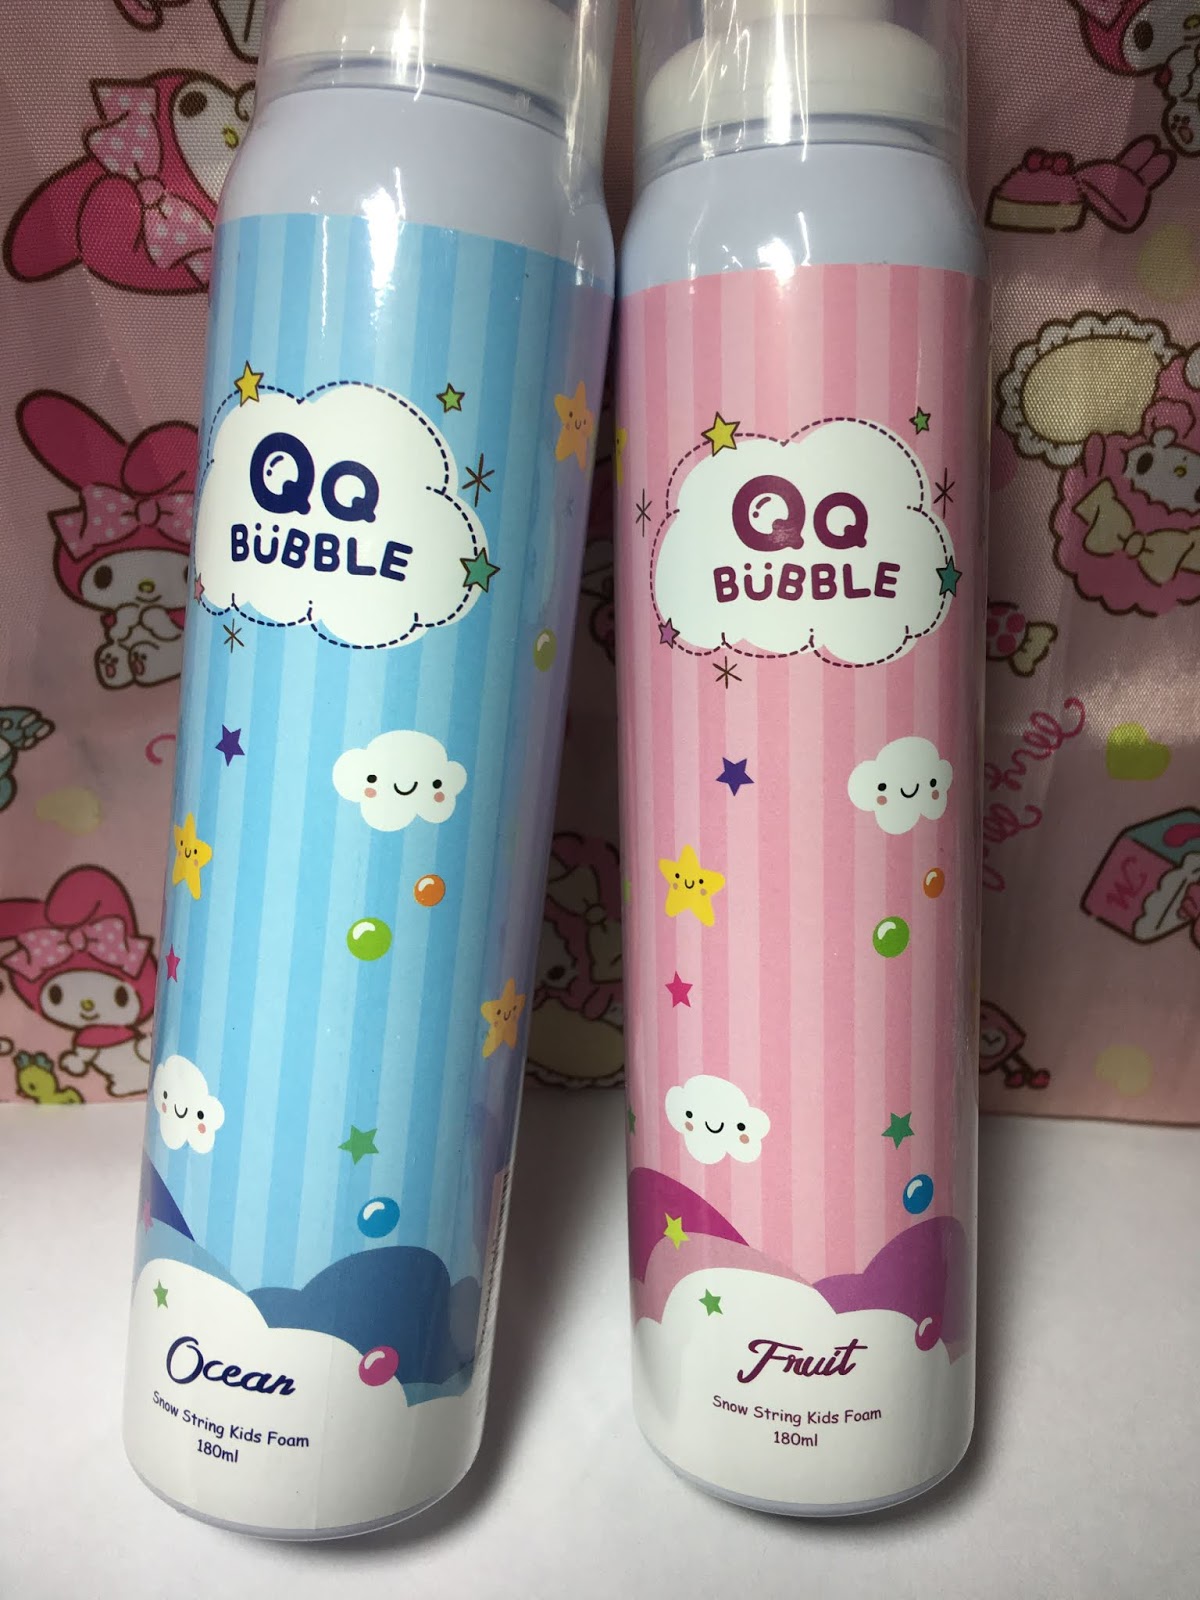 QQ
BüBBLE
Ocean
Snow String Kids Foam
180ml
QQ
BüBBLE
Fruit
Snow String Kids Foam
180ml